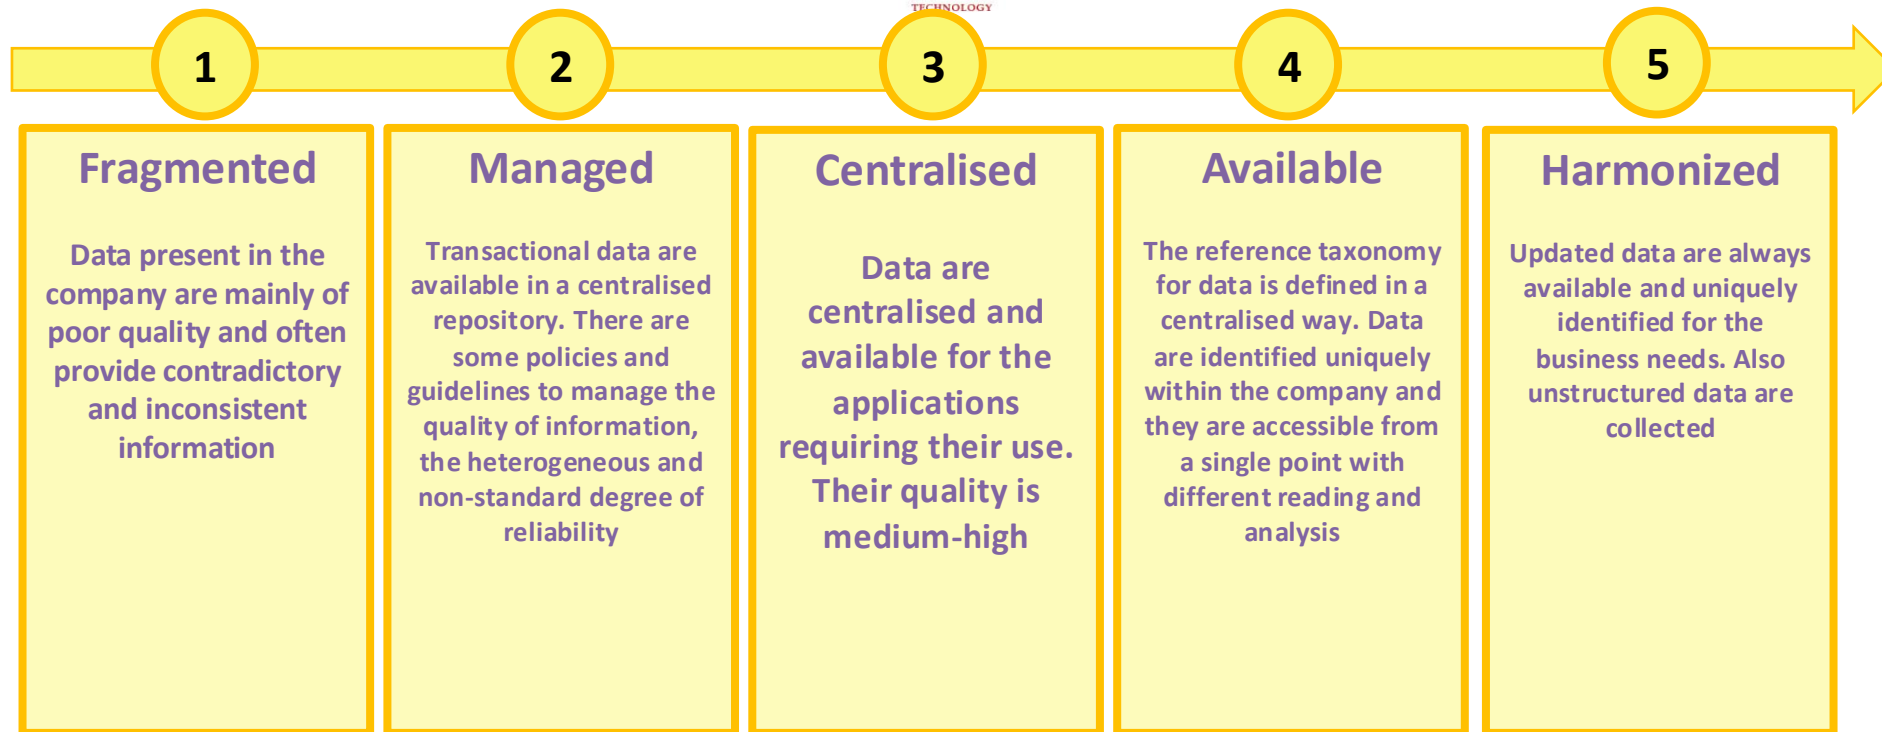 TECHNOLOGY
1
2
3
4
5
Fragmented
Data present in the
company are mainly of
poor quality and often
provide contradictory
and inconsistent
information
Managed
Transactional data are
available in a centralised
repository. There are
some policies and
guidelines to manage the
quality of information,
the heterogeneous and
non-standard degree of
reliability
Centralised
Data are
centralised and
available for the
applications
requiring their use.
Their quality is
medium-high
Available
The reference taxonomy
for data is defined in a
centralised way. Data
are identified uniquely
within the company and
they are accessible from
a single point with
different reading and
analysis
Harmonized
Updated data are always
available and uniquely
identified for the
business needs. Also
unstructured data are
collected